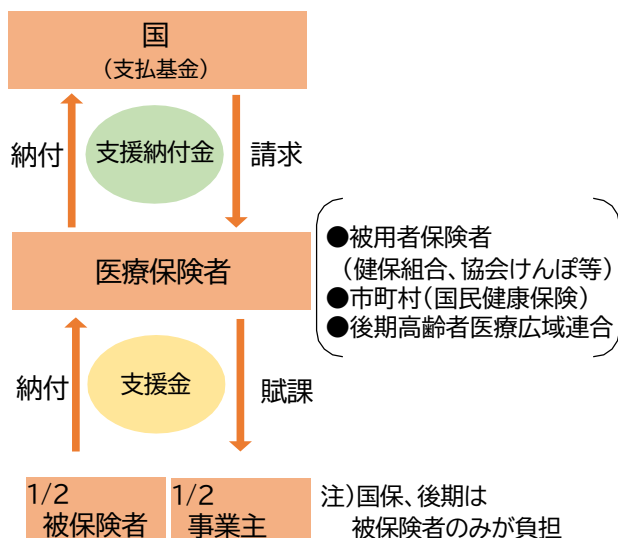 国
(支払基金)
納付
支援納付金
請求
医療保険者
●被用者保険者
(健保組合、協会けんぽ等)
●市町村(国民健康保険)
●後期高齢者医療広域連合
納付
支援金
賦課
1/2
被保険者
1/2
事業主
注)国保、後期は
被保険者のみが負担